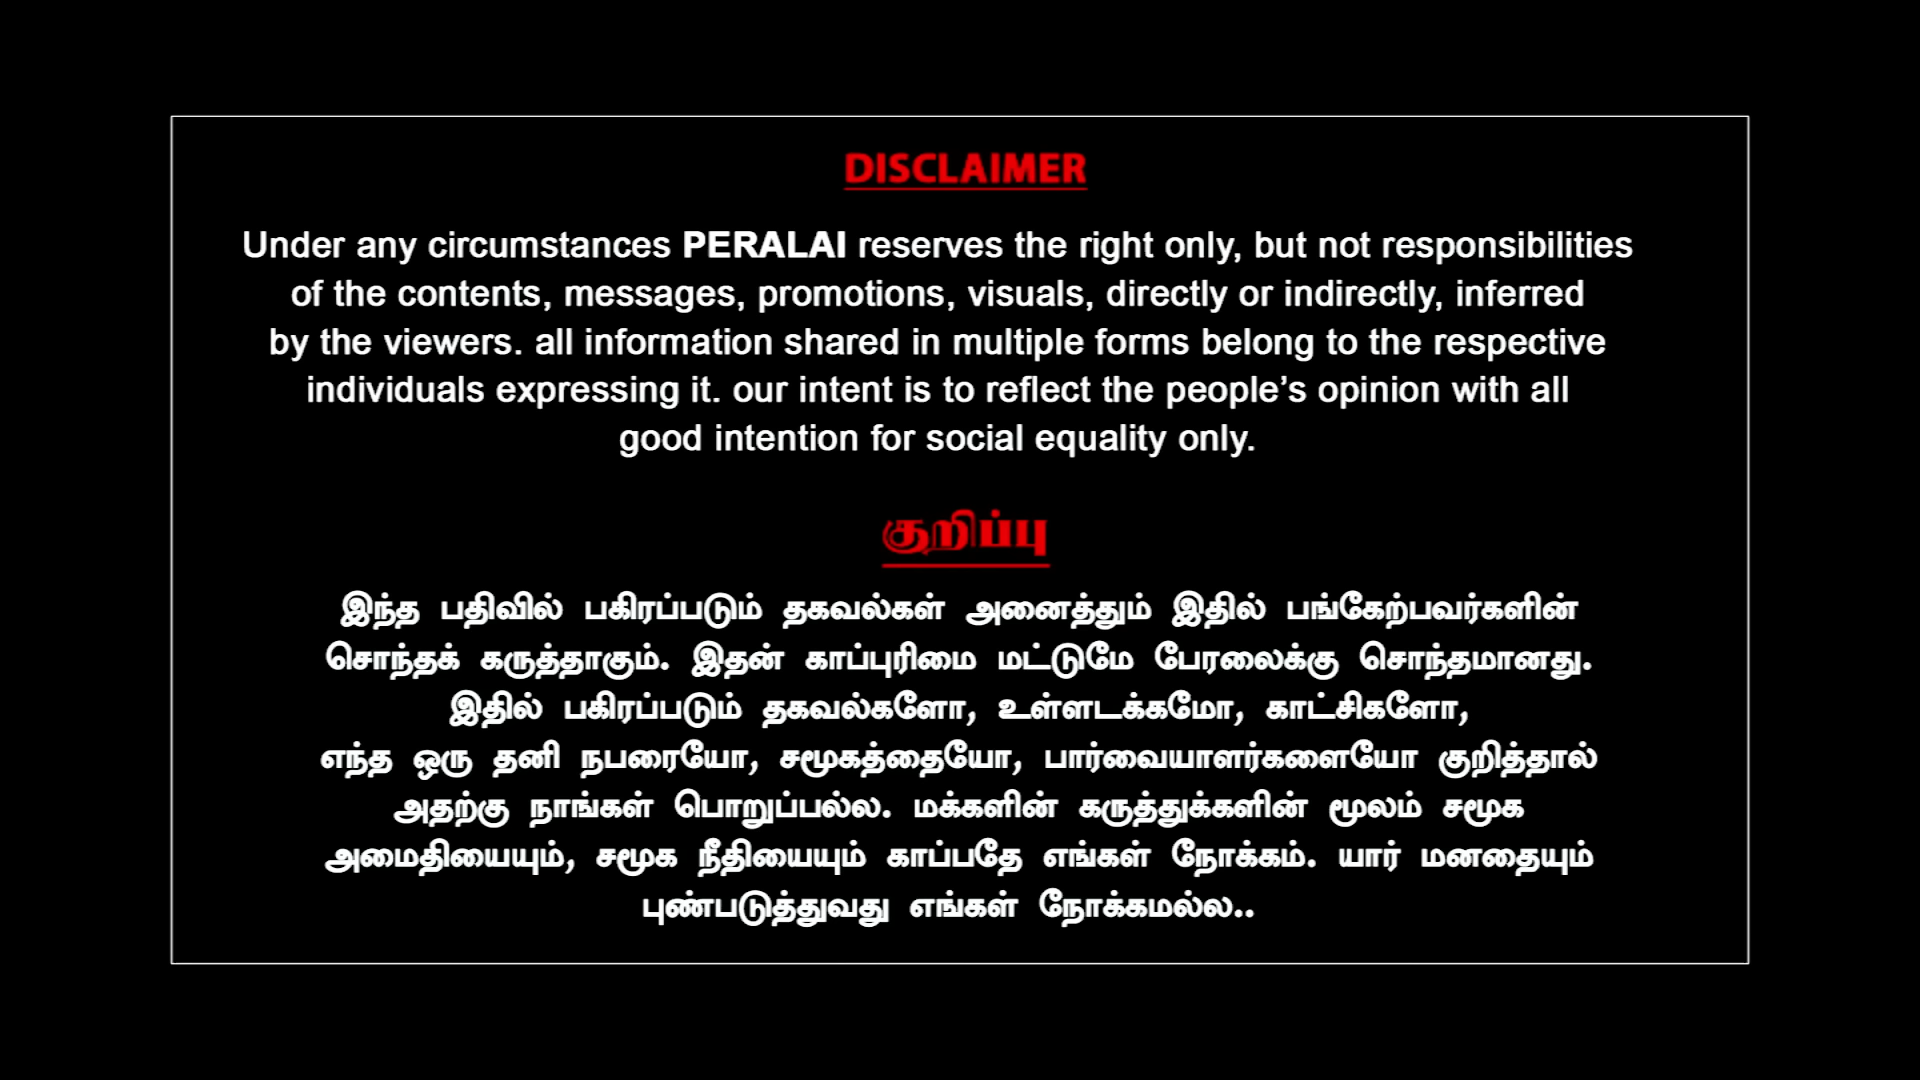 DISCLAIMER
Under any circumstances PERALAI reserves the right only, but not responsibilities
of the contents, messages, promotions, visuals, directly or indirectly, inferred
by the viewers. all information shared in multiple forms belong to the respective
individuals expressing it. our intent is to reflect the people’s opinion with all
good intention for social equality only.
குறிப்பு
இந்த பதிவில் பகிரப்படும் தகவல்கள் அனைத்தும் இதில் பங்கேற்பவர்களின்
சொந்தக் கருத்தாகும். இதன் காப்புரிமை மட்டுமே பேரலைக்கு சொந்தமானது.
இதில் பகிரப்படும் தகவல்களோ, உள்ளடக்கமோ, காட்சிகளோ,
எந்த ஒரு தனி நபரையோ, சமூகத்தையோ, பார்வையாளர்களையோ குறித்தால்
அதற்கு நாங்கள் பொறுப்பல்ல. மக்களின் கருத்துக்களின் மூலம் சமூக
அமைதியையும், சமூக நீதியையும் காப்பதே எங்கள் நோக்கம். யார் மனதையும்
புண்படுத்துவது எங்கள் நோக்கமல்ல..